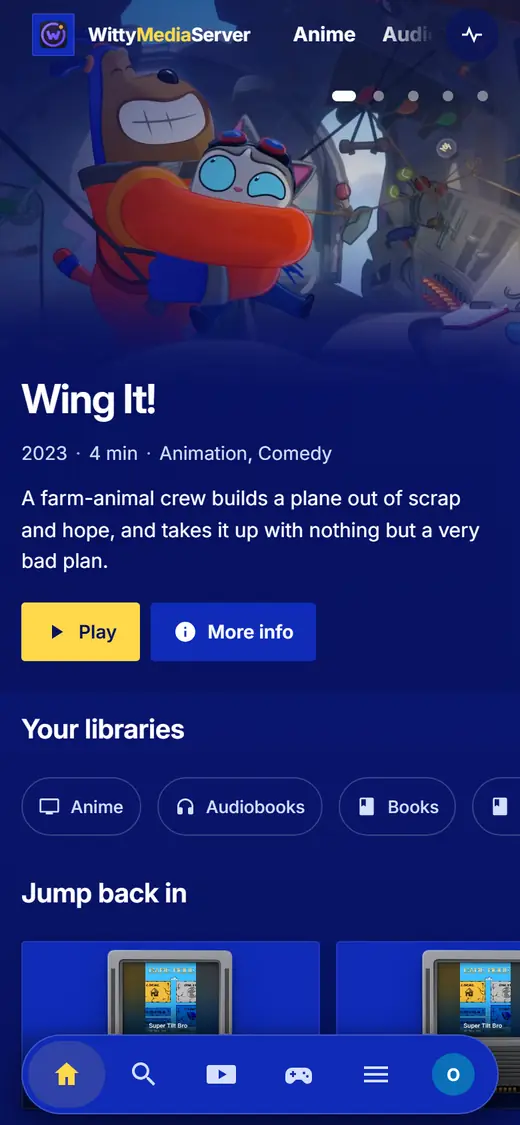 WittyMediaServer
Anime
Wing It!
2023 · 4 min · Animation, Comedy
A farm-animal crew builds a plane out of scrap
and hope, and takes it up with nothing but a very
bad plan.
Play
More info
Your libraries
Anime
Audiobooks
Books
Jump back in
Super Tilt Bro
Super Tilt Bro
O